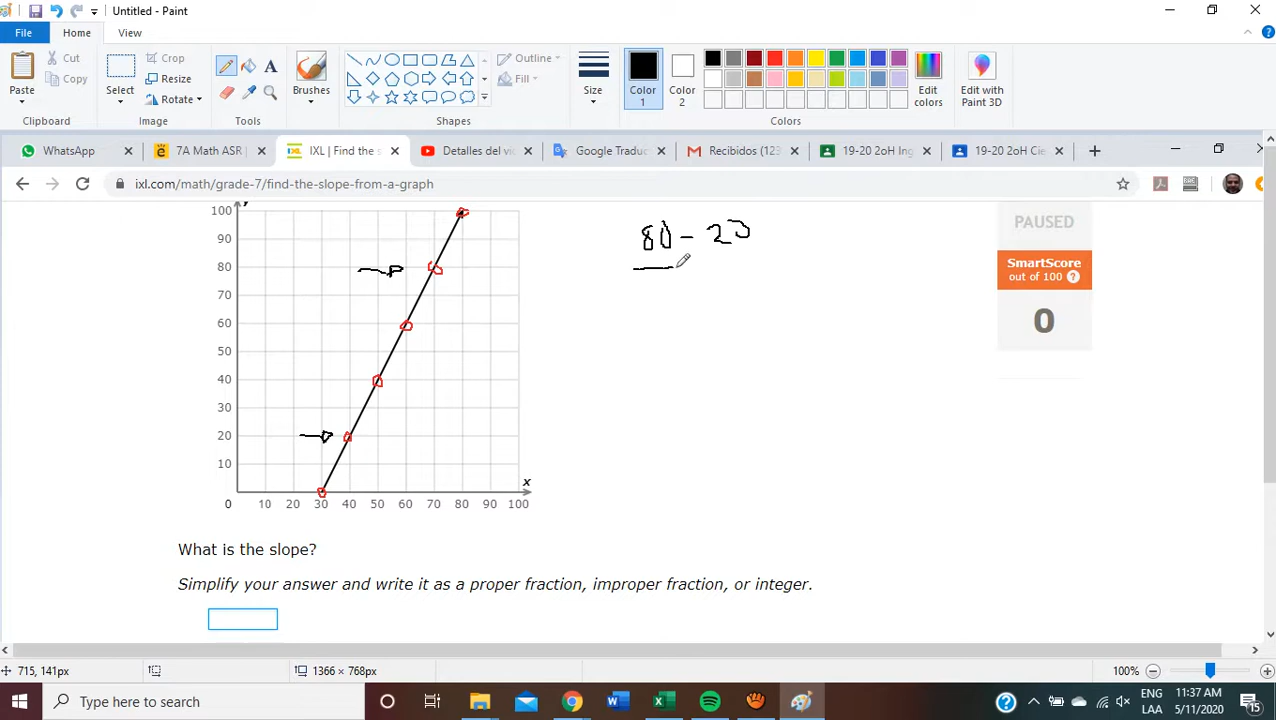 Untitled - Paint
File Home View
Paste Cut Copy Clipboard
Select Crop Resize Rotate Image
A Tools
Brushes
Outline Fill Shapes
Size
Color 1 Color 2 Edit colors Edit with Paint 3D Colors
WhatsApp 7A Math ASR | IXL | Find the s Detalles del vi Google Traduc Recibidos (123 19-20 2oH Ing 19-20 2oH Cie
ixl.com/math/grade-7/find-the-slope-from-a-graph
y
100
90
80
70
60
50
40
30
20
10
x
0 10 20 30 40 50 60 70 80 90 100
80 - 20
PAUSED
SmartScore
out of 100 ?
0
What is the slope?
Simplify your answer and write it as a proper fraction, improper fraction, or integer.
715, 141px 1366 × 768px 100%
Type here to search
ENG 11:37 AM
LAA 5/11/2020
15